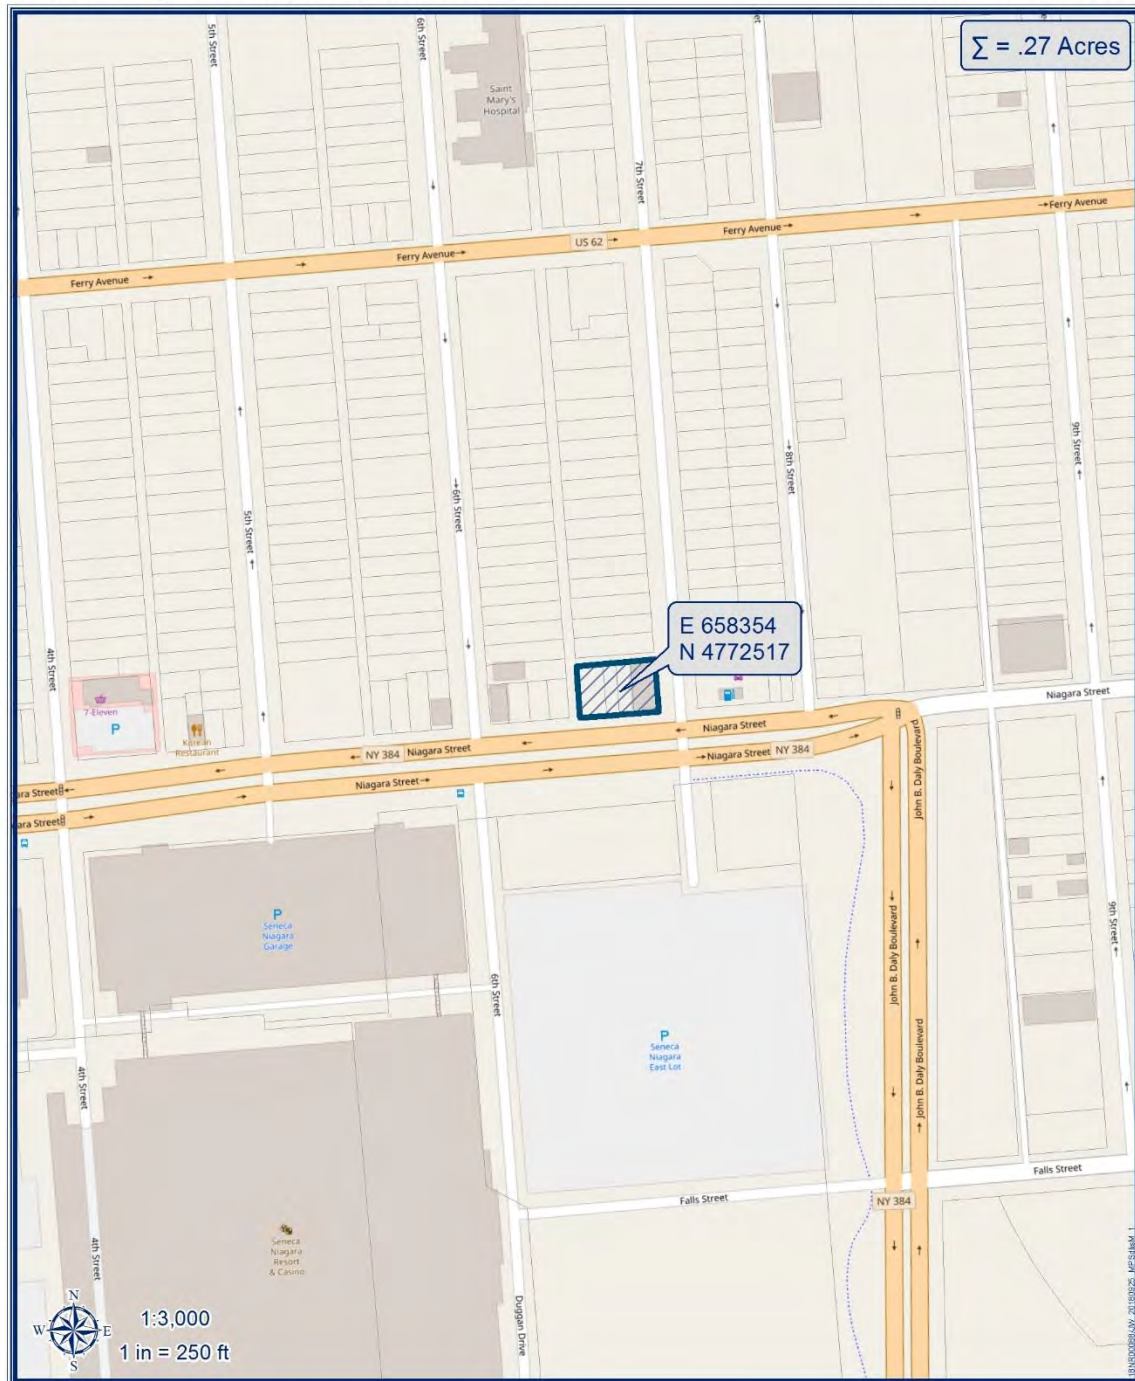 5th Street
6th Street
Σ = .27 Acres
Saint
Mary's
Hospital
7th Street
Ferry Avenue
Ferry Avenue
US 62
Ferry Avenue
Ferry Avenue
9th Street
6th Street
8th Street
5th Street
E 658354
N 4772517
4th Street
7-Eleven
P
Korean
Restaurant
Niagara Street
Niagara Street
NY 384
Niagara Street
Niagara Street
NY 384
Niagara Street
John B. Daly Boulevard
ara Street
ara Street
P
Seneca
Niagara
Garage
John B. Daly Boulevard
9th Street
6th Street
P
Seneca
Niagara
East Lot
John B. Daly Boulevard
4th Street
Falls Street
Falls Street
NY 384
4th Street
Seneca
Niagara
Resort
& Casino
Duggan Drive
N
W
E
S
1:3,000
1 in = 250 ft